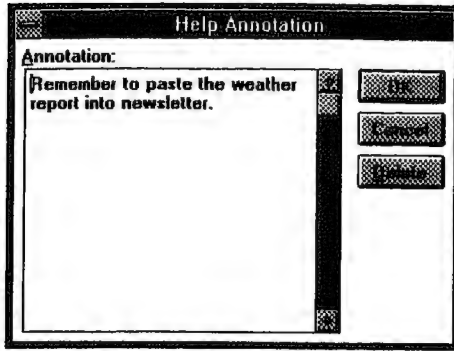 Help Annotation
Annotation:
Remember to paste the weather
report into newsletter.
OK
Cancel
Delete